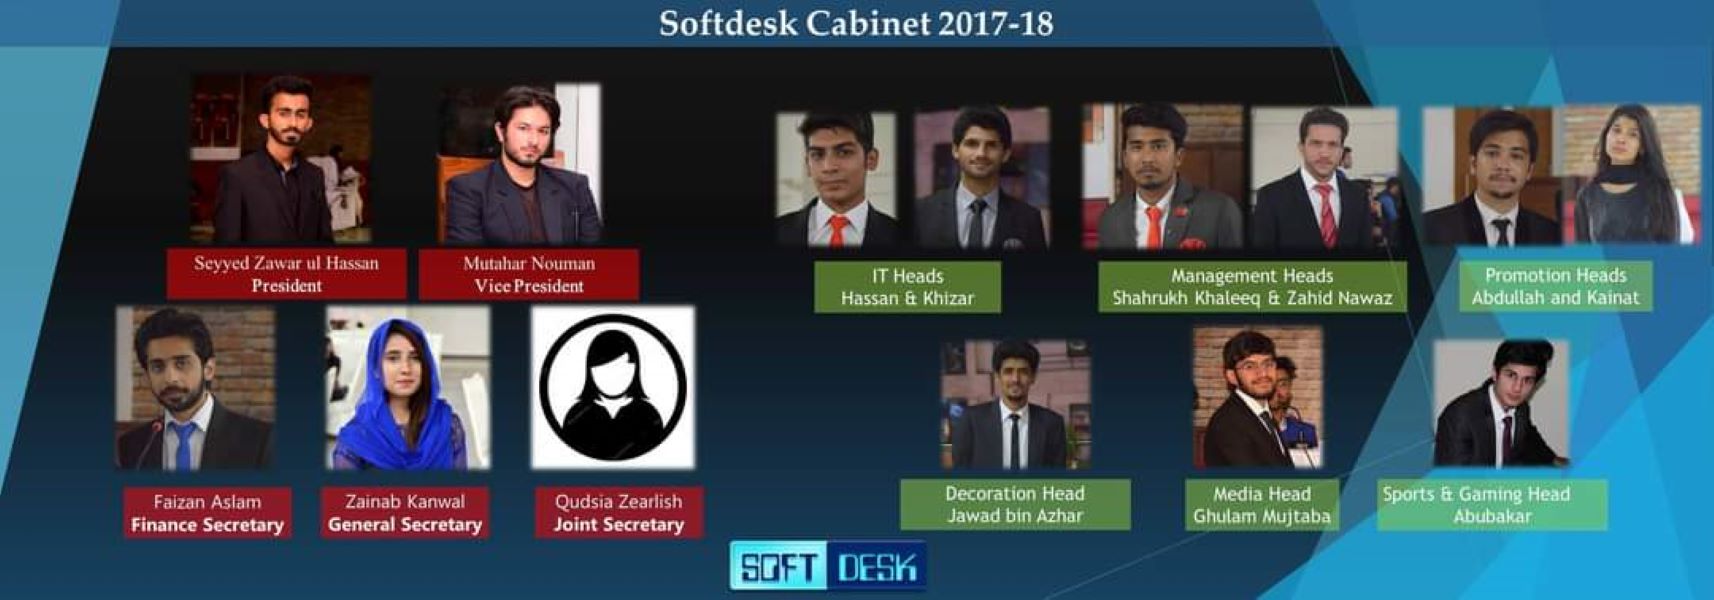 Softdesk Cabinet 2017-18
Seyyed Zawar ul Hassan
President
Mutahar Nouman
Vice President
IT Heads
Hassan & Khizar
Management Heads
Shahrukh Khaleeq & Zahid Nawaz
Promotion Heads
Abdullah and Kainat
Faizan Aslam
Finance Secretary
Zainab Kanwal
General Secretary
Qudsia Zearlish
Joint Secretary
Decoration Head
Jawad bin Azhar
Media Head
Ghulam Mujtaba
Sports & Gaming Head
Abubakar
SOFT DESK